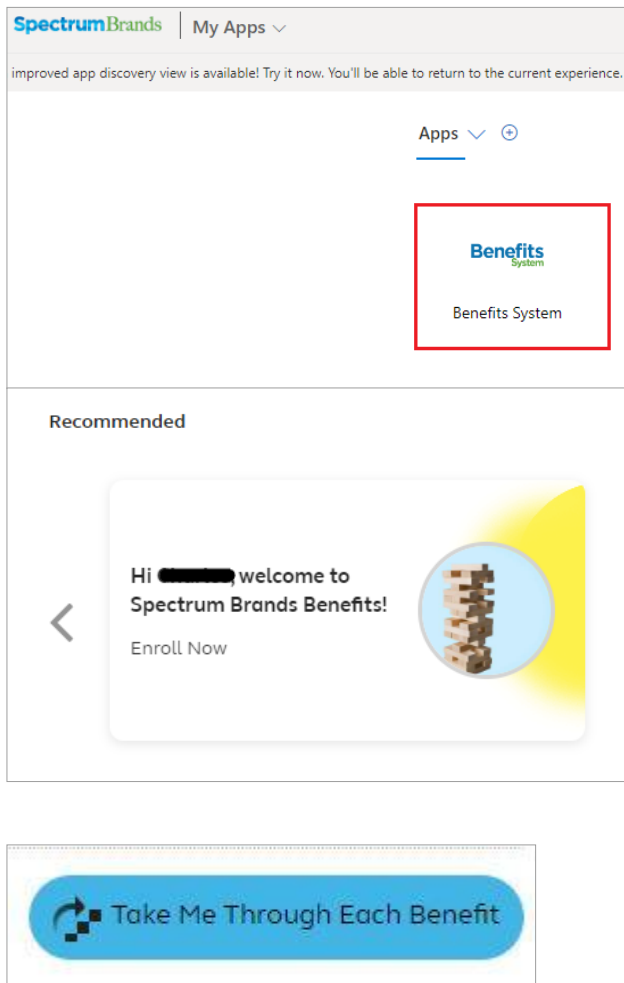 SpectrumBrands My Apps
improved app discovery view is available! Try it now. You'll be able to return to the current experience.
Apps
Benefits
System
Benefits System
Recommended
Hi , welcome to
Spectrum Brands Benefits!
Enroll Now
Take Me Through Each Benefit